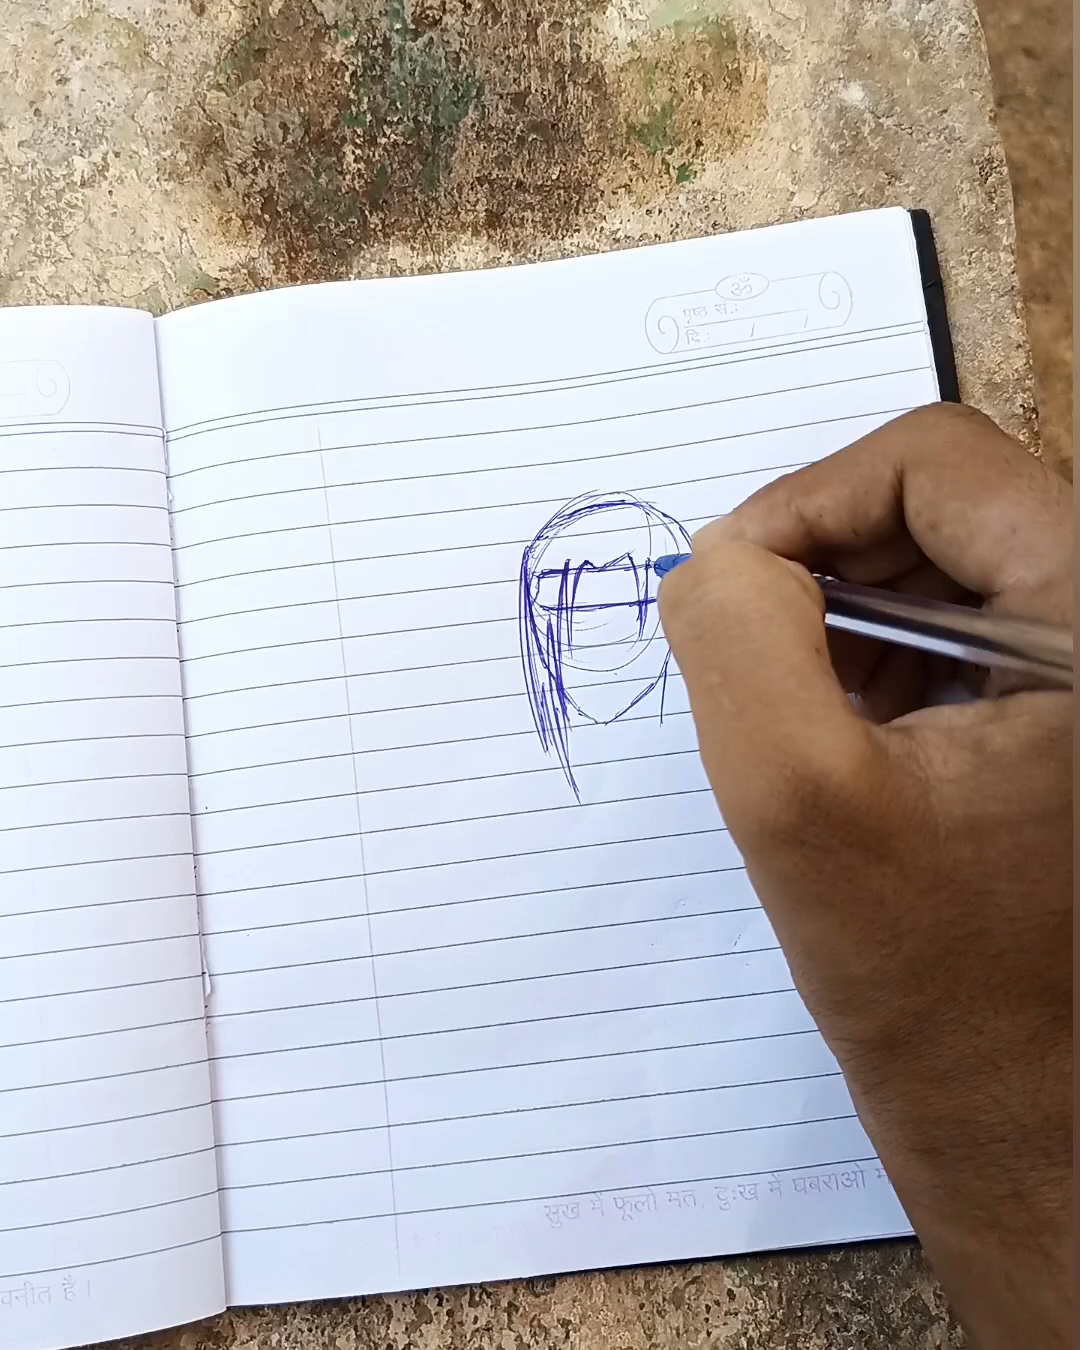 ॐ
पृष्ठ सं.:
दि.: / /
सुख में फूलो मत, दुःख में घबराओ
वनीत है।